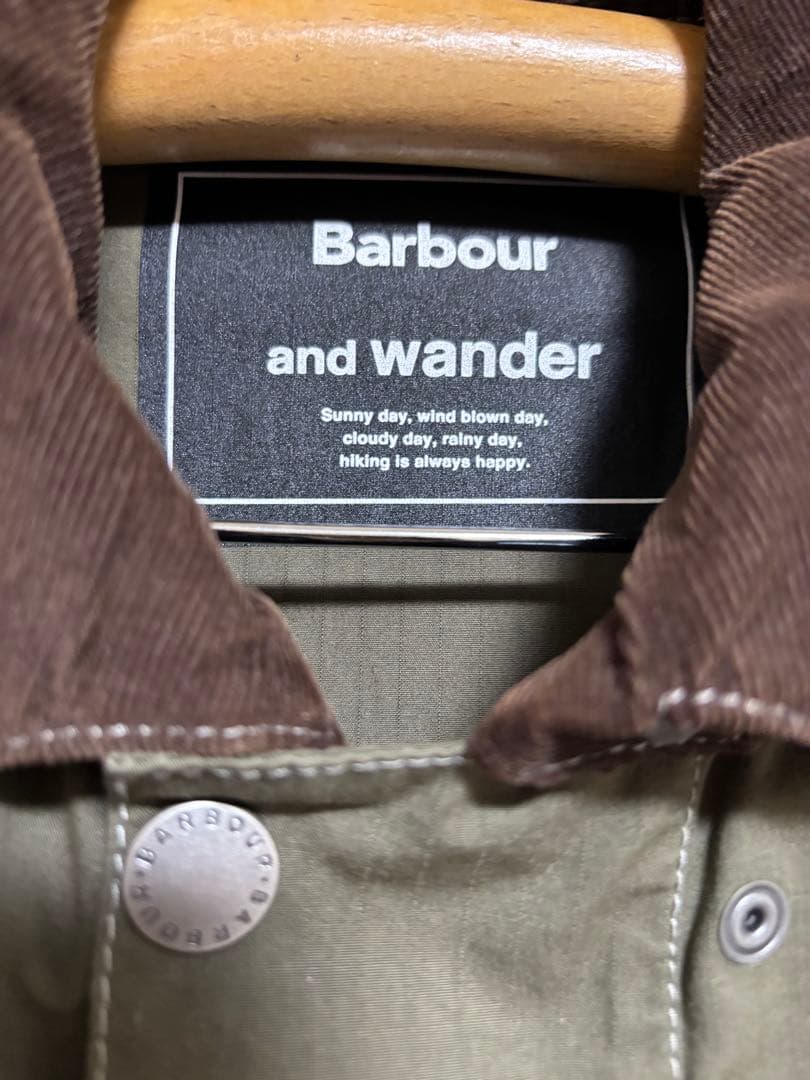 Barbour
and wander
Sunny day, wind blown day,
cloudy day, rainy day,
hiking is always happy.
BARBOUR · BARBOUR ·